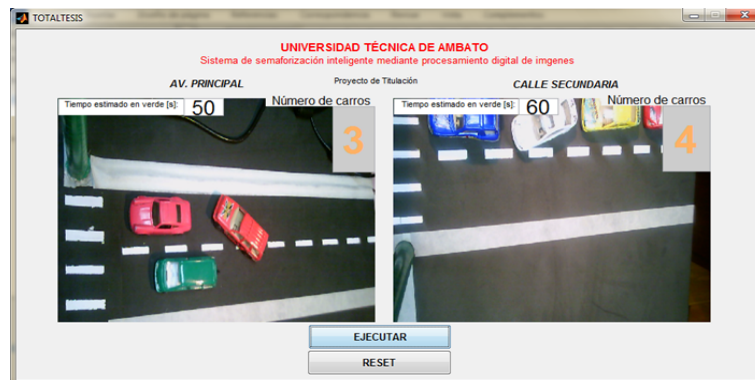 TOTALTESIS
UNIVERSIDAD TÉCNICA DE AMBATO
Sistema de semaforización inteligente mediante procesamiento digital de imgenes
Proyecto de Titulación
AV. PRINCIPAL
CALLE SECUNDARIA
Tiempo estimado en verde [s]: 50
Número de carros
3
Tiempo estimado en verde [s]: 60
Número de carros
4
EJECUTAR
RESET